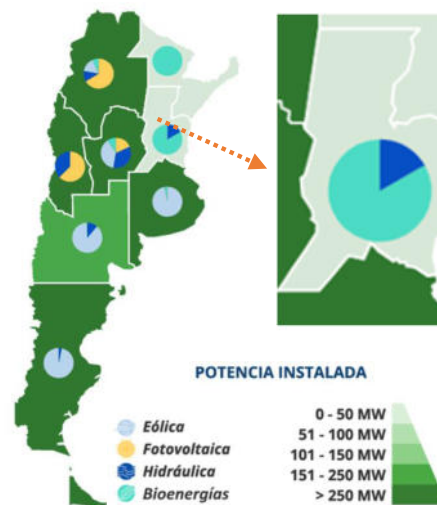 POTENCIA INSTALADA
Eólica
Fotovoltaica
Hidráulica
Bioenergías
0 - 50 MW
51 - 100 MW
101 - 150 MW
151 - 250 MW
> 250 MW